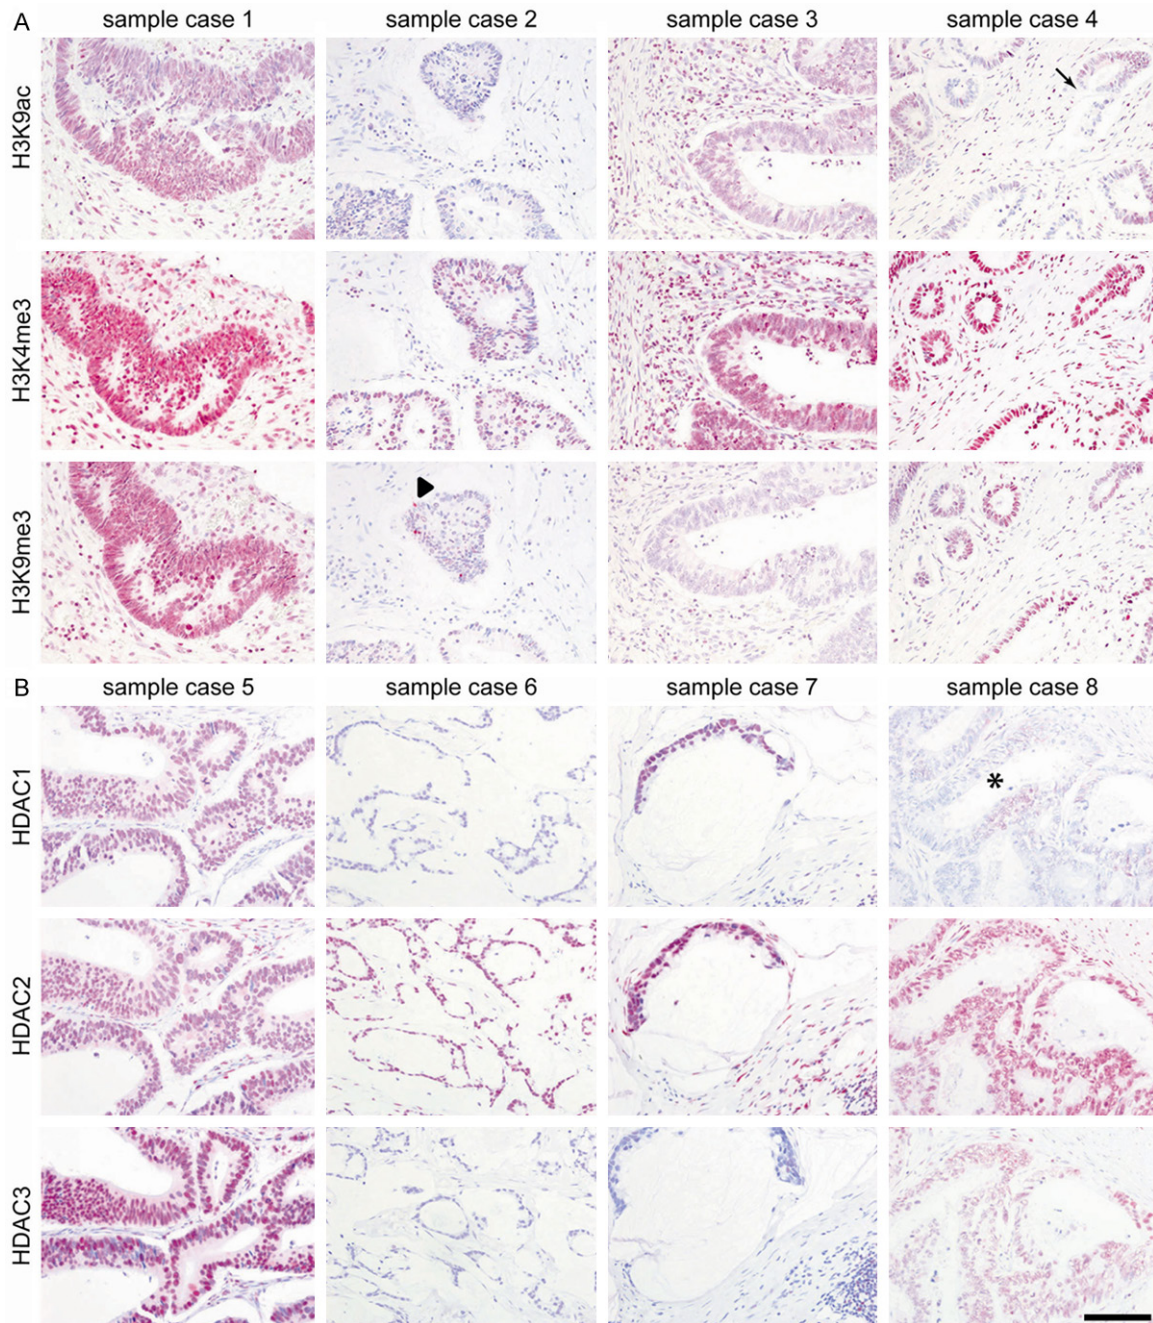 A sample case 1 sample case 2 sample case 3 sample case 4
H3K9ac
H3K4me3
H3K9me3
B sample case 5 sample case 6 sample case 7 sample case 8
HDAC1
*
HDAC2
HDAC3